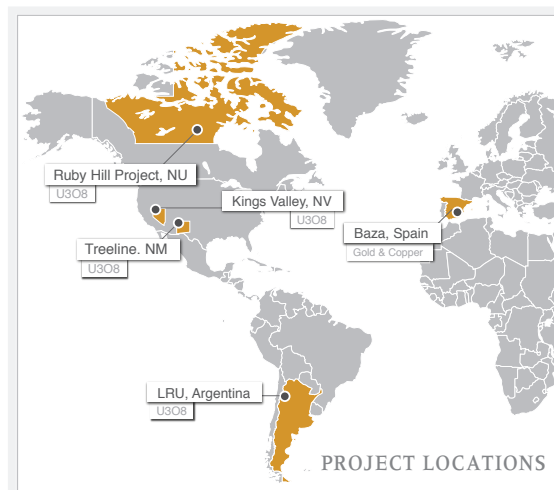 Ruby Hill Project, NU
U3O8
Kings Valley, NV
U3O8
Treeline. NM
U3O8
Baza, Spain
Gold & Copper
LRU, Argentina
U3O8
PROJECT LOCATIONS